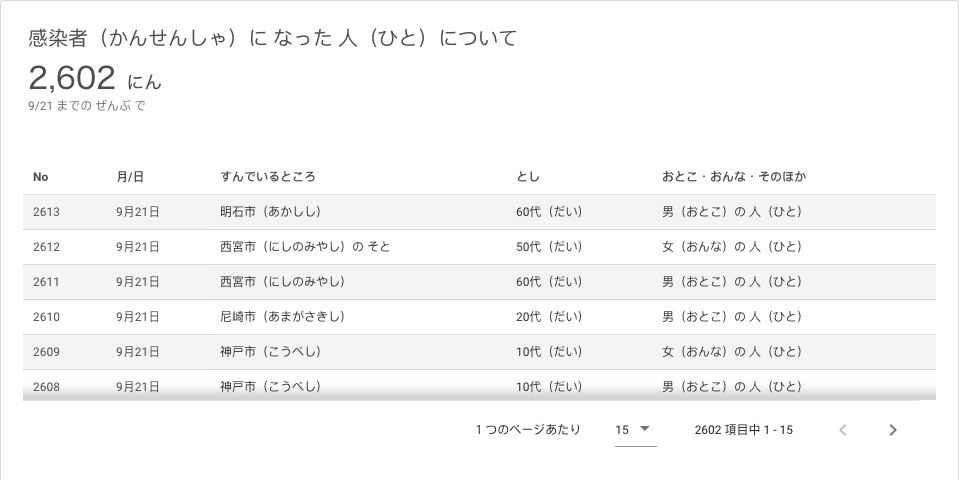 感染者（かんせんしゃ）に なった 人（ひと）について
2,602 にん
9/21 までの ぜんぶ で
No 月/日 すんでいるところ とし おとこ・おんな・そのほか
2613 9月21日 明石市（あかしし） 60代（だい） 男（おとこ）の 人（ひと）
2612 9月21日 西宮市（にしのみやし）の そと 50代（だい） 女（おんな）の 人（ひと）
2611 9月21日 西宮市（にしのみやし） 60代（だい） 男（おとこ）の 人（ひと）
2610 9月21日 尼崎市（あまがさきし） 20代（だい） 男（おとこ）の 人（ひと）
2609 9月21日 神戸市（こうべし） 10代（だい） 女（おんな）の 人（ひと）
2608 9月21日 神戸市（こうべし） 10代（だい） 男（おとこ）の 人（ひと）
1 つのページあたり 15 2602 項目中 1 - 15